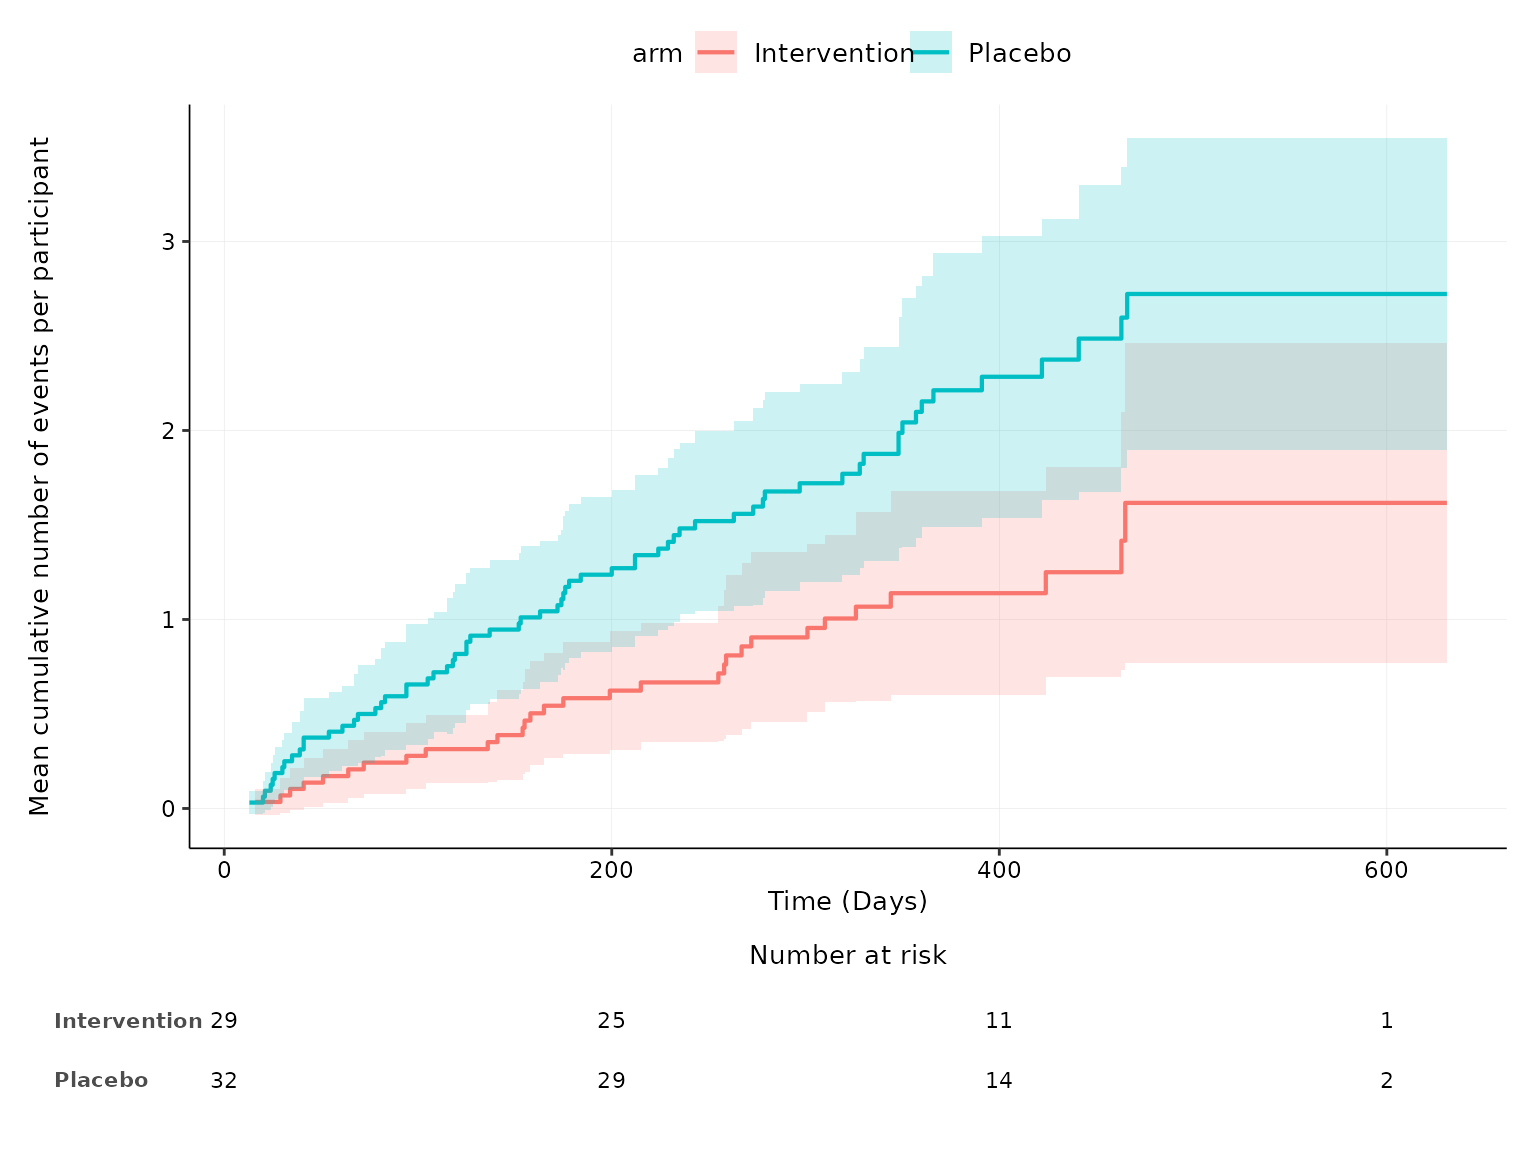 arm Intervention Placebo
Mean cumulative number of events per participant
3
2
1
0
0 200 400 600
Time (Days)
Number at risk
Intervention 29 25 11 1
Placebo 32 29 14 2